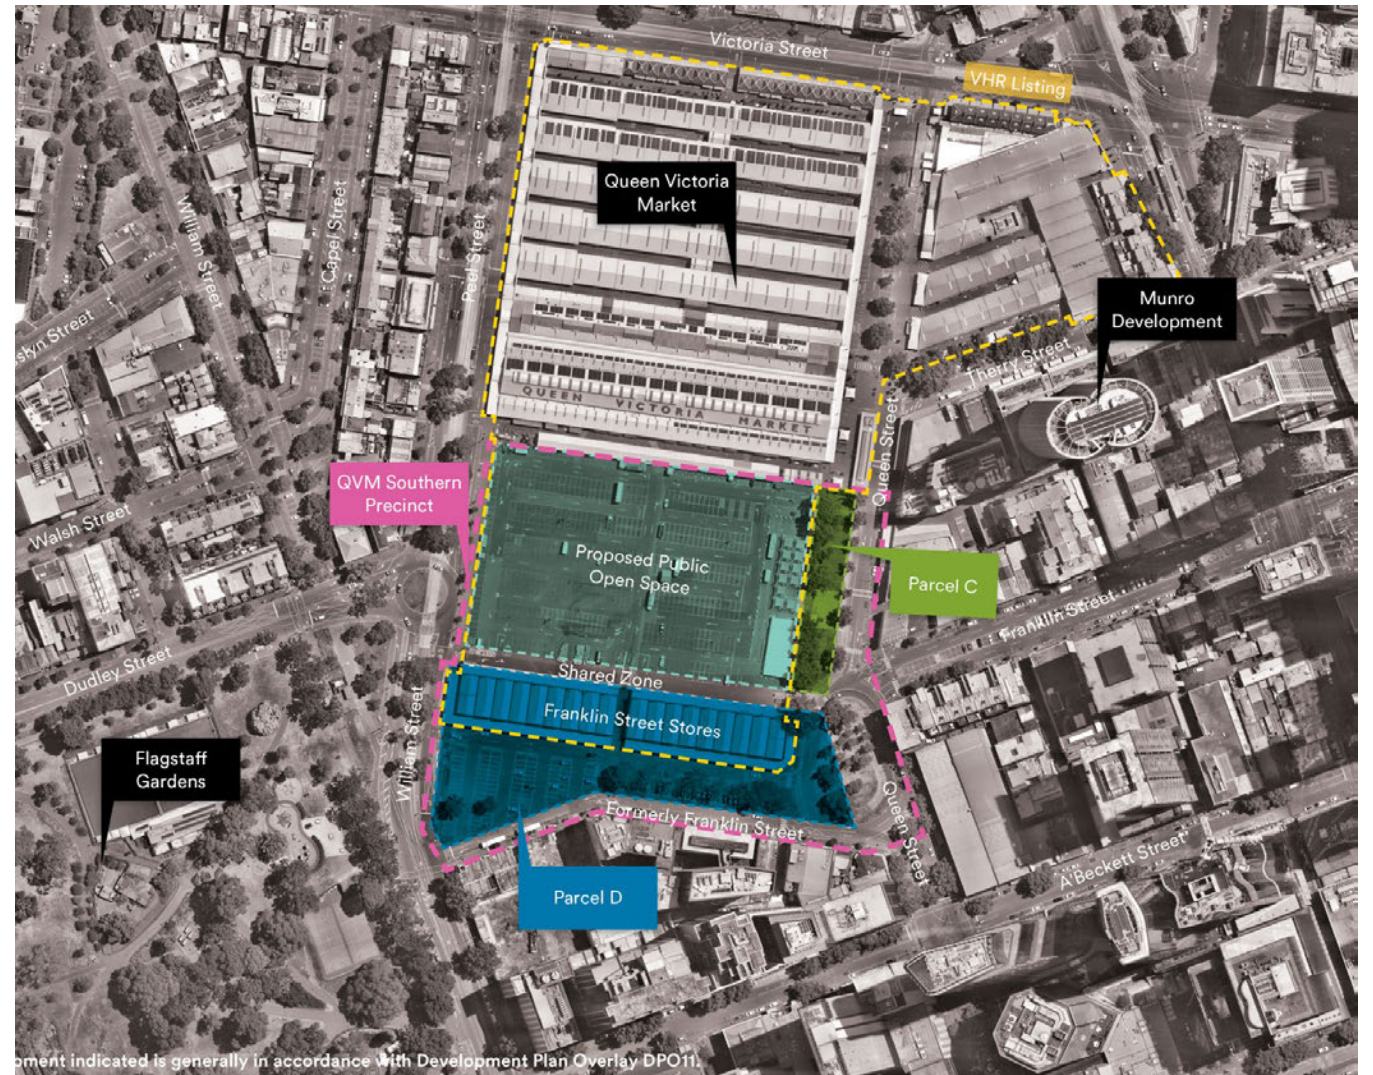 Victoria Street
VHR Listing
Queen Victoria
Market
William Street
Capel Street
Peel Street
Munro
Development
Therry Street
QUEEN VICTORIA MARKET
Queen Street
QVM Southern
Precinct
Walsh Street
Proposed Public
Open Space
Parcel C
Franklin Street
Dudley Street
Shared Zone
Franklin Street Stores
William Street
Flagstaff
Gardens
Formerly Franklin Street
Queen Street
A'Beckett Street
Parcel D
pment indicated is generally in accordance with Development Plan Overlay DPO11.